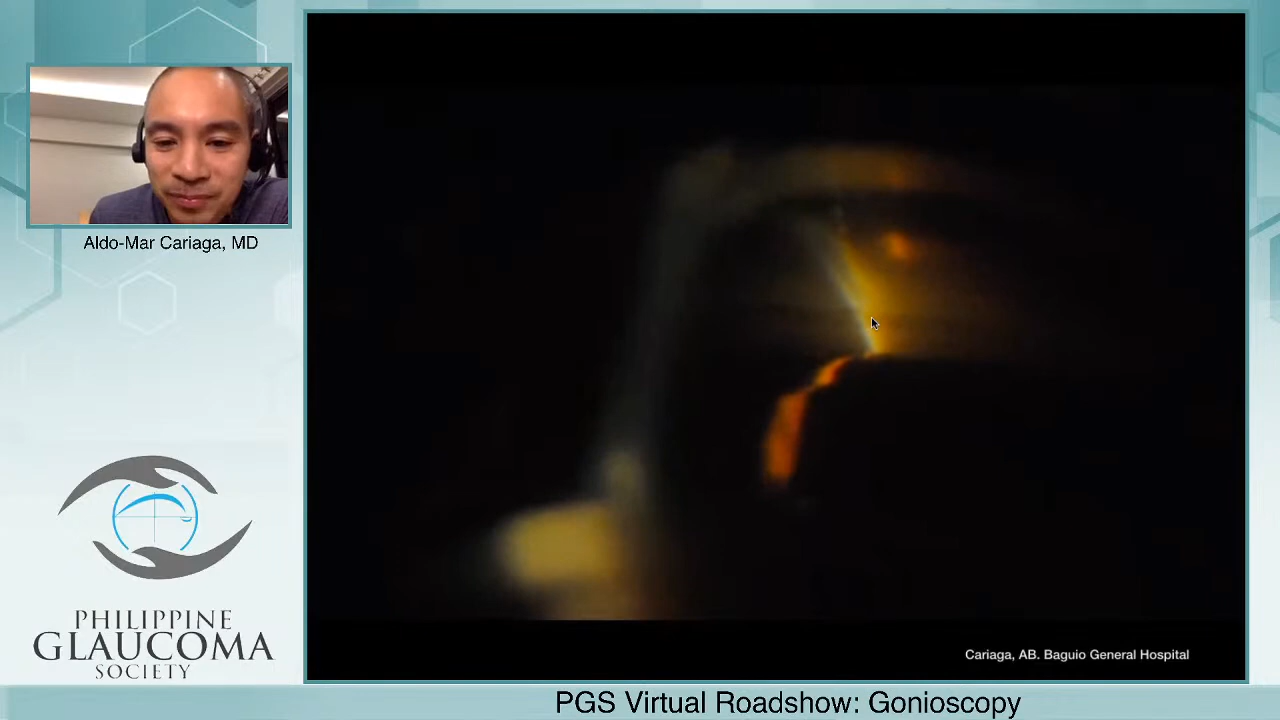 Aldo-Mar Cariaga, MD
PHILIPPINE
GLAUCOMA
SOCIETY
Cariaga, AB. Baguio General Hospital
PGS Virtual Roadshow: Gonioscopy